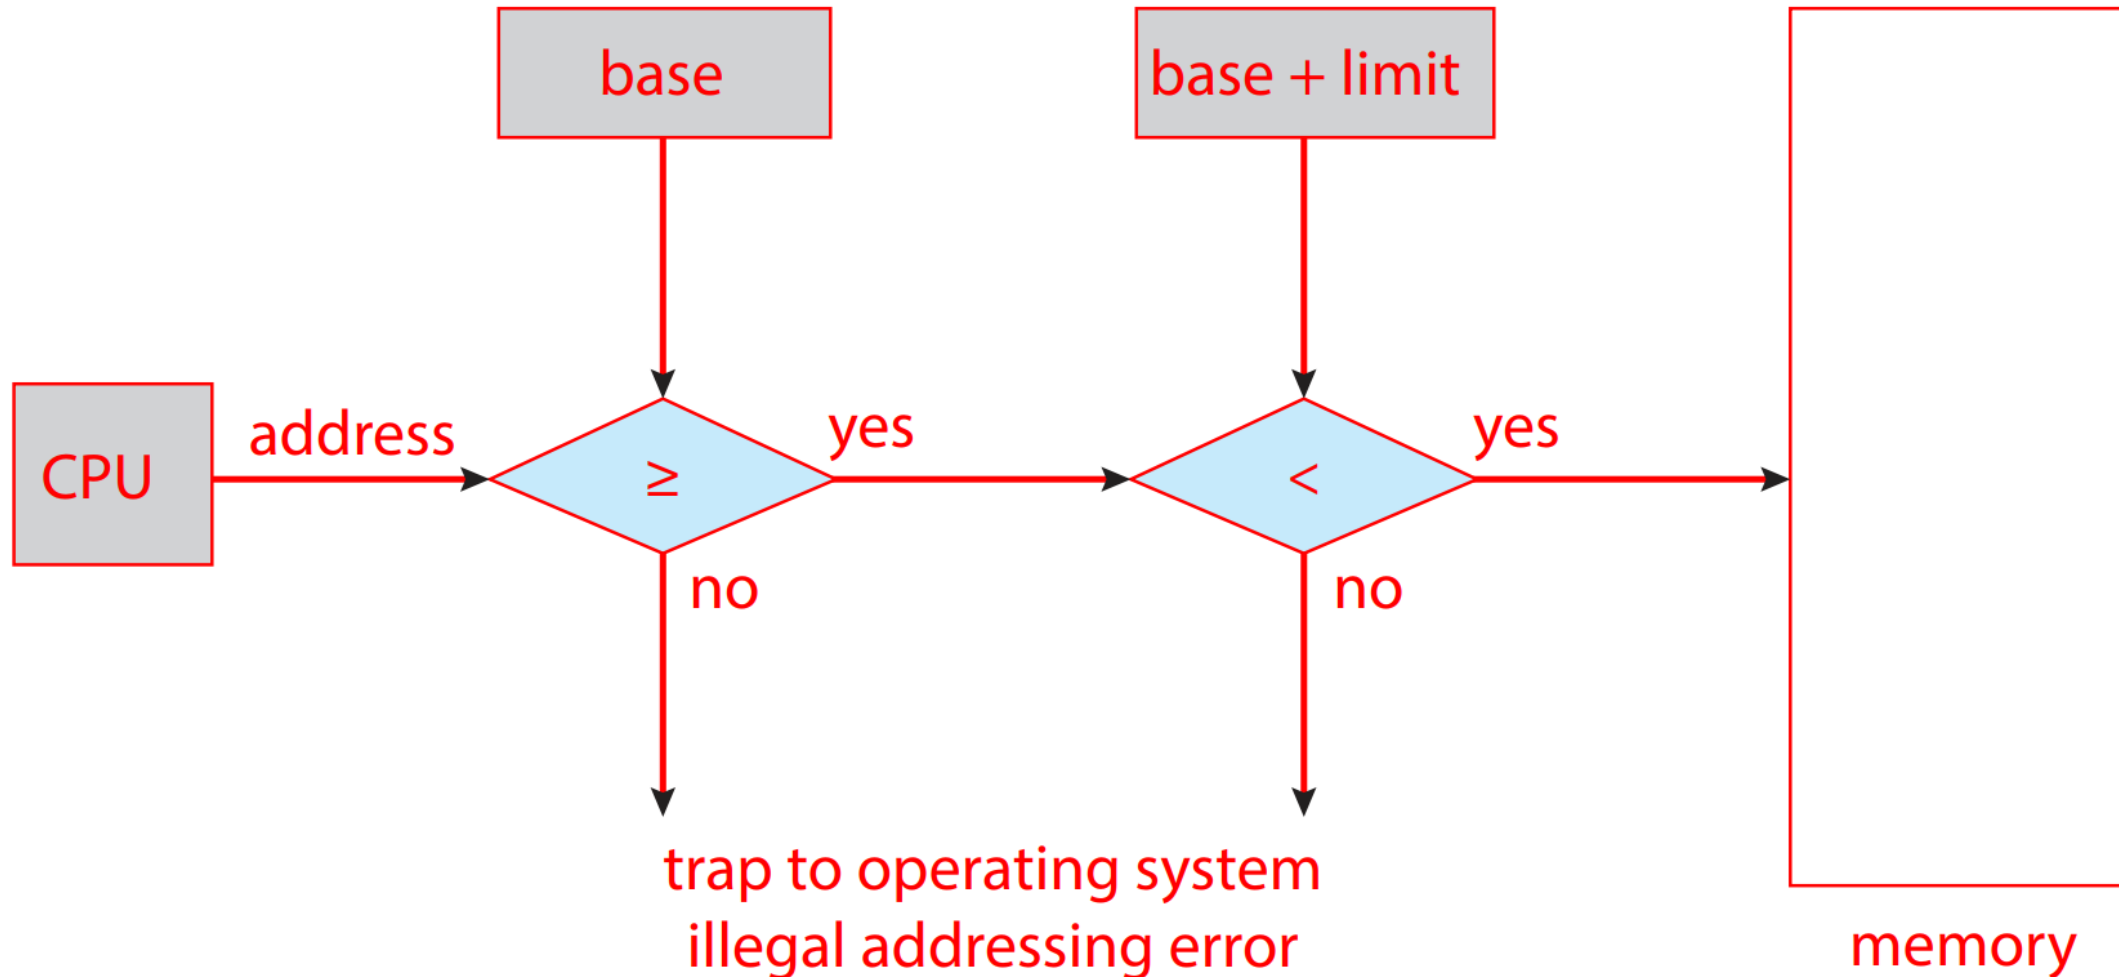 base
base + limit
CPU
address
≥
yes
<
yes
no
no
trap to operating system
illegal addressing error
memory